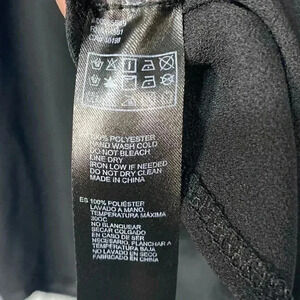 100% POLYESTER
HAND WASH COLD
DO NOT BLEACH
LINE DRY
IRON LOW IF NEEDED
DO NOT DRY CLEAN
MADE IN CHINA
ES 100% POLIÉSTER
LAVADO A MANO,
TEMPERATURA MÁXIMA
30ºC
NO BLANQUEAR
SECAR COLGADO
EN CASO DE SER
NECESARIO, PLANCHAR A
TEMPERATURA BAJA
NO LAVADO EN SECO
FABRICADO EN CHINA